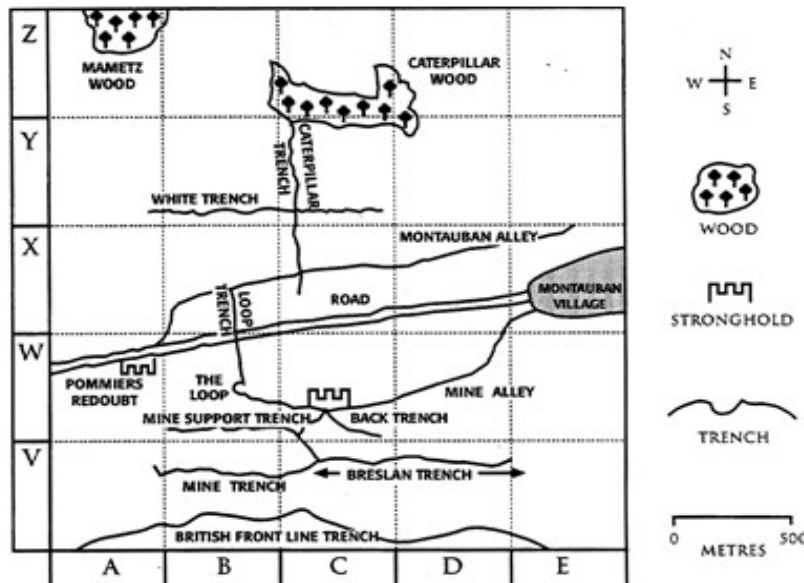 Z
MAMETZ
WOOD
CATERPILLAR
WOOD
N
W E
S
Y
CATERPILLAR
TRENCH
WHITE TRENCH
WOOD
X
MONTAUBAN ALLEY
LOOP
TRENCH
ROAD
MONTAUBAN
VILLAGE
STRONGHOLD
W
POMMIERS
REDOUBT
THE
LOOP
MINE ALLEY
MINE SUPPORT TRENCH
BACK TRENCH
TRENCH
V
MINE TRENCH
BRESLAN TRENCH
BRITISH FRONT LINE TRENCH
0 500
METRES
A B C D E